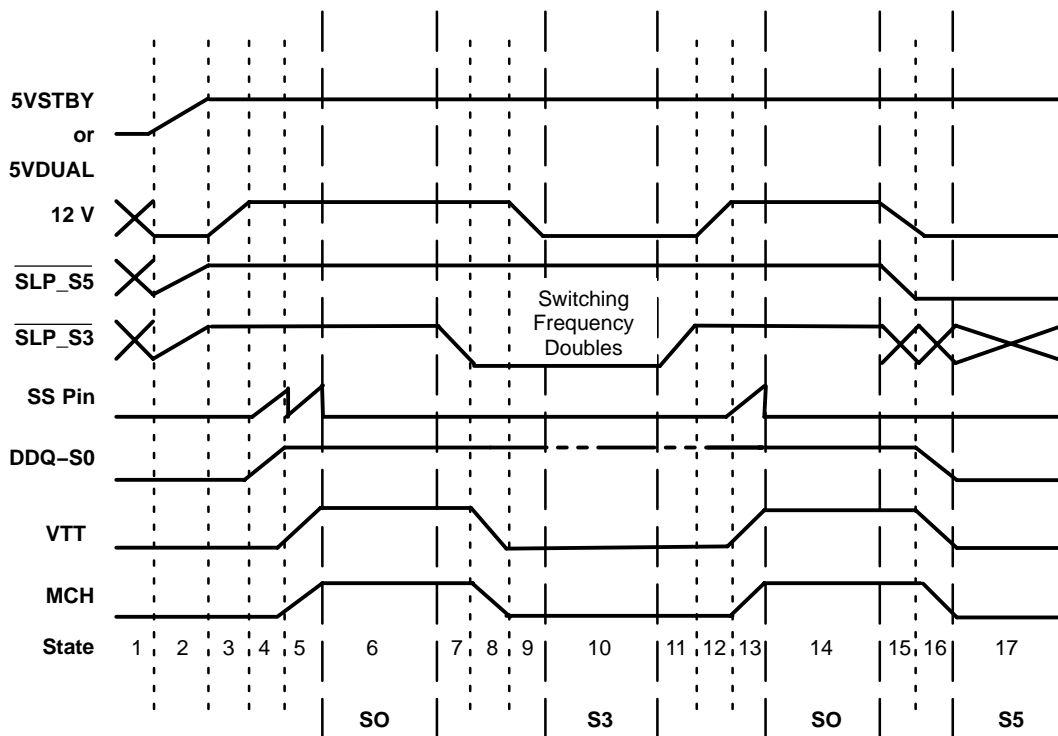 5VSTBY
or
5VDUAL
12 V
SLP_S5
SLP_S3
Switching
Frequency
Doubles
SS Pin
DDQ–S0
VTT
MCH
State 1 2 3 4 5 6 7 8 9 10 11 12 13 14 15 16 17
SO S3 SO S5